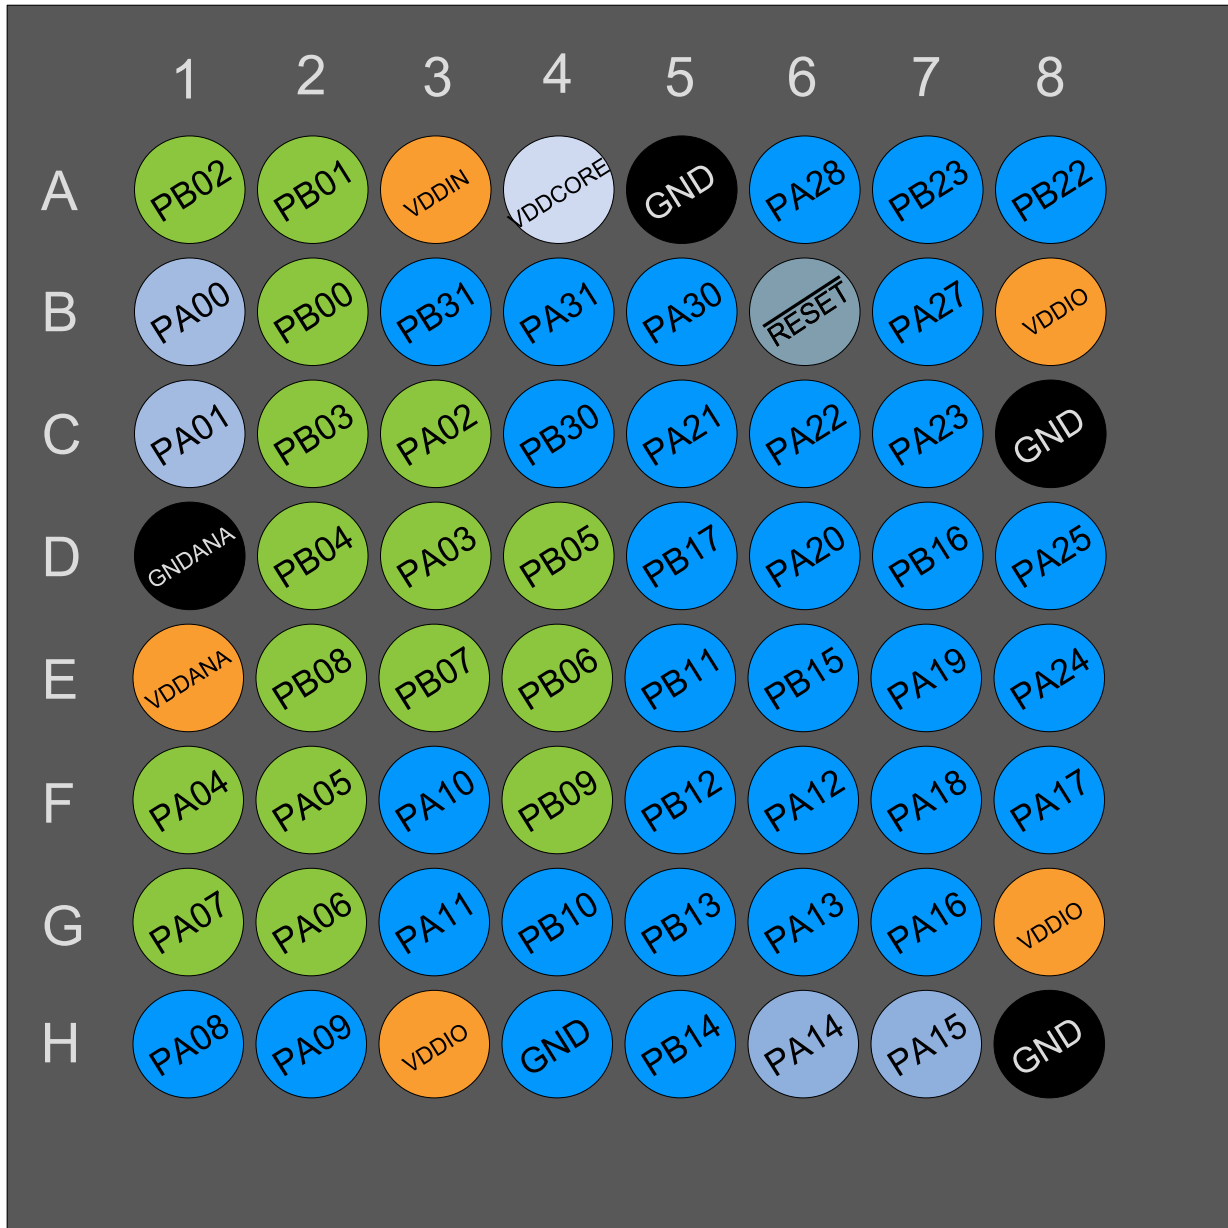 1 2 3 4 5 6 7 8
A PB02 PB01 VDDIN VDDCORE GND PA28 PB23 PB22
B PA00 PB00 PB31 PA31 PA30 RESET PA27 VDDIO
C PA01 PB03 PA02 PB30 PA21 PA22 PA23 GND
D GNDANA PB04 PA03 PB05 PB17 PA20 PB16 PA25
E VDDANA PB08 PB07 PB06 PB11 PB15 PA19 PA24
F PA04 PA05 PA10 PB09 PB12 PA12 PA18 PA17
G PA07 PA06 PA11 PB10 PB13 PA13 PA16 VDDIO
H PA08 PA09 VDDIO GND PB14 PA14 PA15 GND